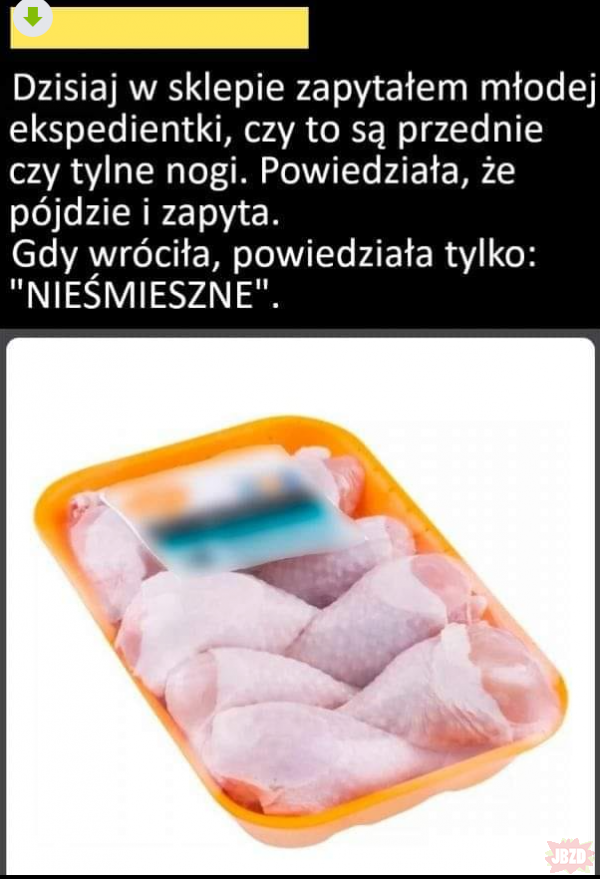 Dzisiaj w sklepie zapytałem młodej
ekspedientki, czy to są przednie
czy tylne nogi. Powiedziała, że
pójdzie i zapyta.
Gdy wróciła, powiedziała tylko:
"NIEŚMIESZNE".
JBZD